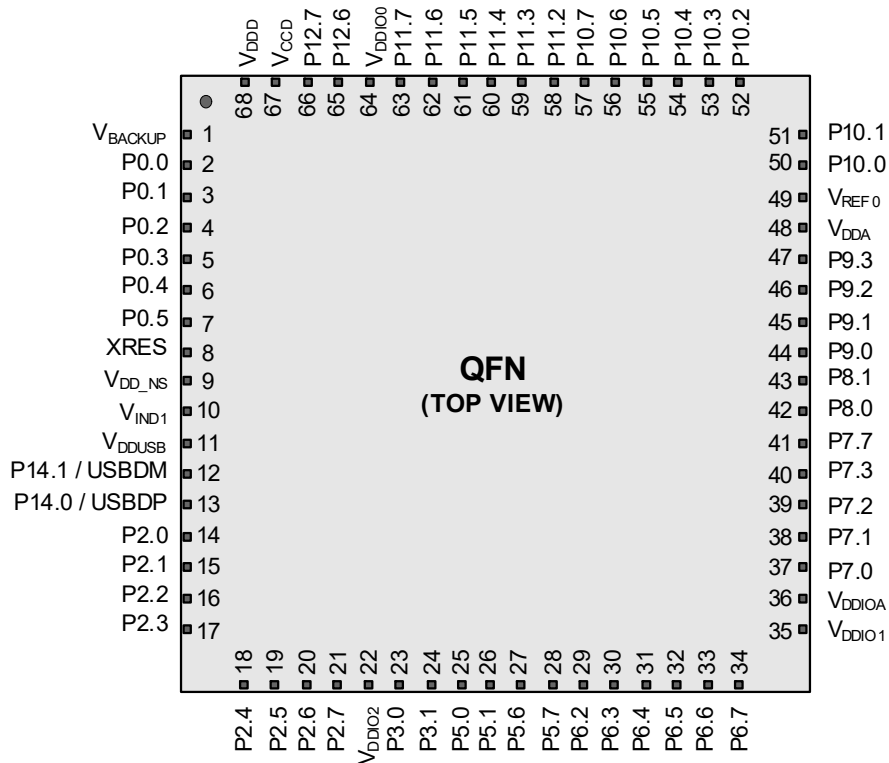 VDDD
VCCD
P12.7
P12.6
VDDIO0
P11.7
P11.6
P11.5
P11.4
P11.3
P11.2
P10.7
P10.6
P10.5
P10.4
P10.3
P10.2
68
67
66
65
64
63
62
61
60
59
58
57
56
55
54
53
52
VBACKUP 1
P0.0 2
P0.1 3
P0.2 4
P0.3 5
P0.4 6
P0.5 7
XRES 8
VDD_NS 9
VIND1 10
VDDUSB 11
P14.1 / USBDM 12
P14.0 / USBDP 13
P2.0 14
P2.1 15
P2.2 16
P2.3 17
QFN
(TOP VIEW)
51 P10.1
50 P10.0
49 VREF0
48 VDDA
47 P9.3
46 P9.2
45 P9.1
44 P9.0
43 P8.1
42 P8.0
41 P7.7
40 P7.3
39 P7.2
38 P7.1
37 P7.0
36 VDDIOA
35 VDDIO1
18
19
20
21
22
23
24
25
26
27
28
29
30
31
32
33
34
P2.4
P2.5
P2.6
P2.7
VDDIO2
P3.0
P3.1
P5.0
P5.1
P5.6
P5.7
P6.2
P6.3
P6.4
P6.5
P6.6
P6.7